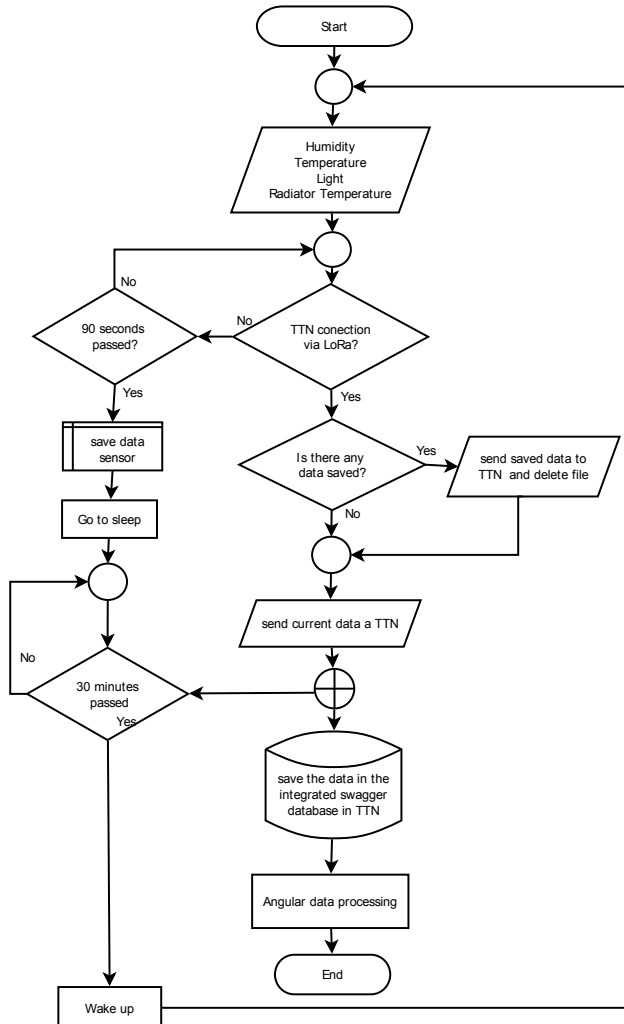 Start
Humidity
Temperature
Light
Radiator Temperature
No
90 seconds
passed?
No
TTN conection
via LoRa?
Yes
Yes
save data
sensor
Is there any
data saved?
Yes
send saved data to
TTN and delete file
Go to sleep
No
send current data a TTN
No
30 minutes
passed
Yes
save the data in the
integrated swagger
database in TTN
Angular data processing
End
Wake up